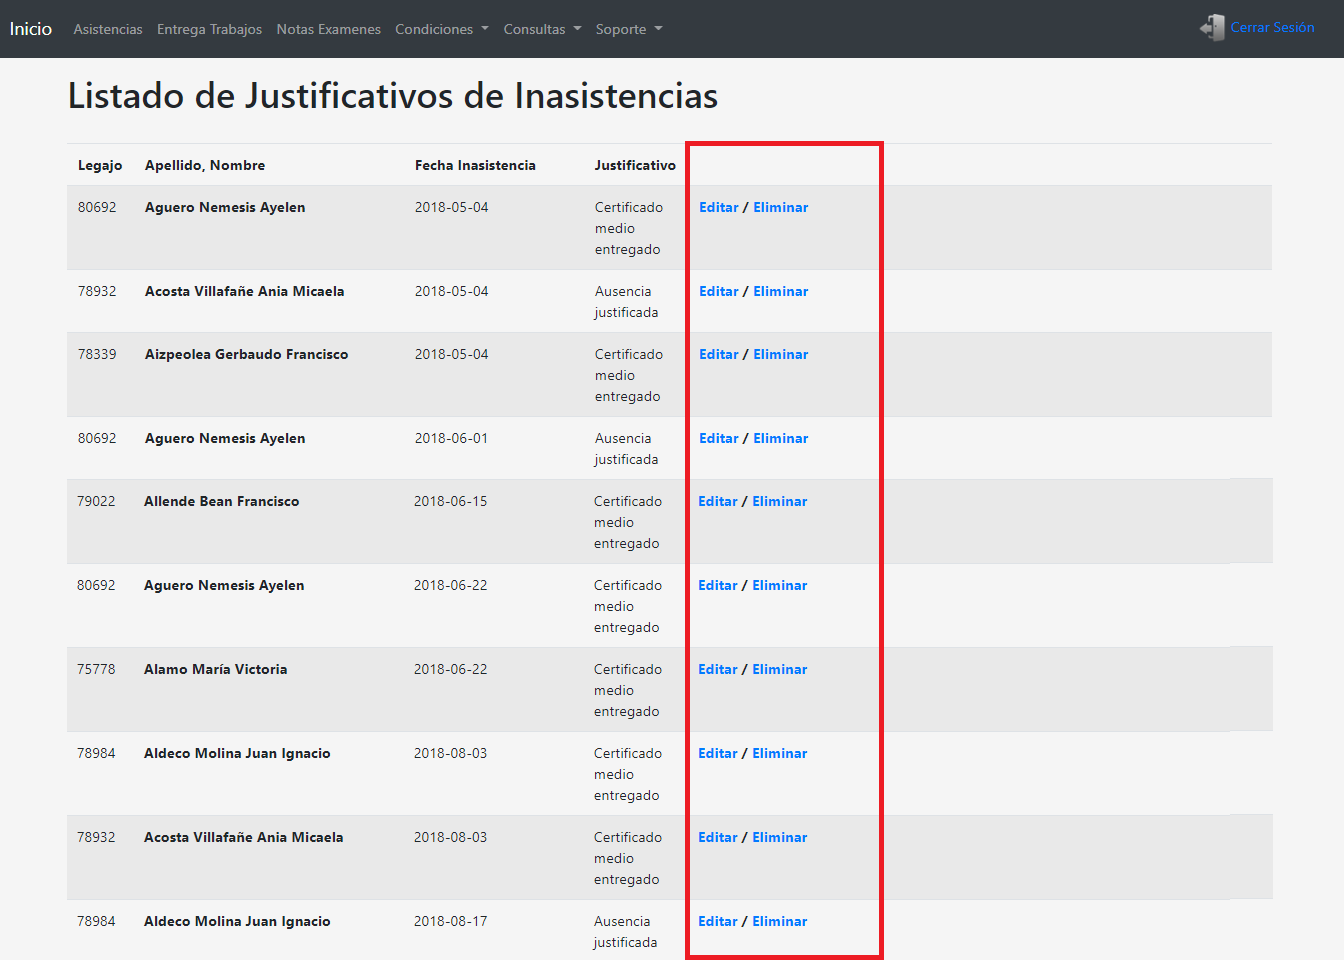 Inicio Asistencias Entrega Trabajos Notas Examenes Condiciones Consultas Soporte Cerrar Sesión
Listado de Justificativos de Inasistencias
Legajo Apellido, Nombre Fecha Inasistencia Justificativo
80692 Aguero Nemesis Ayelen 2018-05-04 Certificado medio entregado Editar / Eliminar
78932 Acosta Villafañe Ania Micaela 2018-05-04 Ausencia justificada Editar / Eliminar
78339 Aizpeolea Gerbaudo Francisco 2018-05-04 Certificado medio entregado Editar / Eliminar
80692 Aguero Nemesis Ayelen 2018-06-01 Ausencia justificada Editar / Eliminar
79022 Allende Bean Francisco 2018-06-15 Certificado medio entregado Editar / Eliminar
80692 Aguero Nemesis Ayelen 2018-06-22 Certificado medio entregado Editar / Eliminar
75778 Alamo María Victoria 2018-06-22 Certificado medio entregado Editar / Eliminar
78984 Aldeco Molina Juan Ignacio 2018-08-03 Certificado medio entregado Editar / Eliminar
78932 Acosta Villafañe Ania Micaela 2018-08-03 Certificado medio entregado Editar / Eliminar
78984 Aldeco Molina Juan Ignacio 2018-08-17 Ausencia justificada Editar / Eliminar